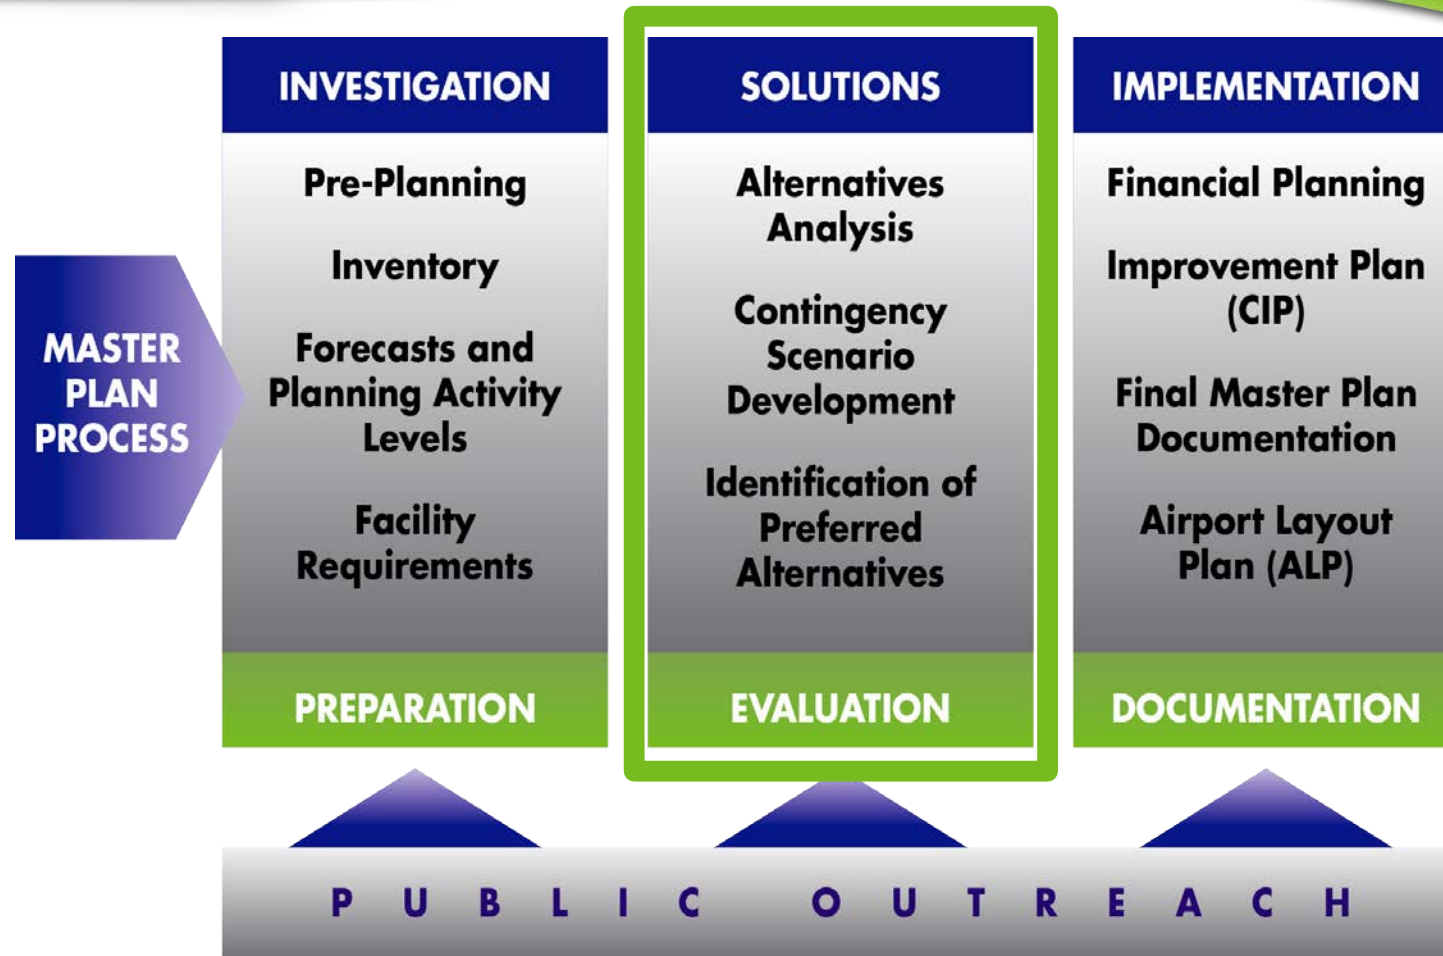 MASTER
PLAN
PROCESS
INVESTIGATION
Pre-Planning
Inventory
Forecasts and
Planning Activity
Levels
Facility
Requirements
PREPARATION
SOLUTIONS
Alternatives
Analysis
Contingency
Scenario
Development
Identification of
Preferred
Alternatives
EVALUATION
IMPLEMENTATION
Financial Planning
Improvement Plan
(CIP)
Final Master Plan
Documentation
Airport Layout
Plan (ALP)
DOCUMENTATION
PUBLIC OUTREACH